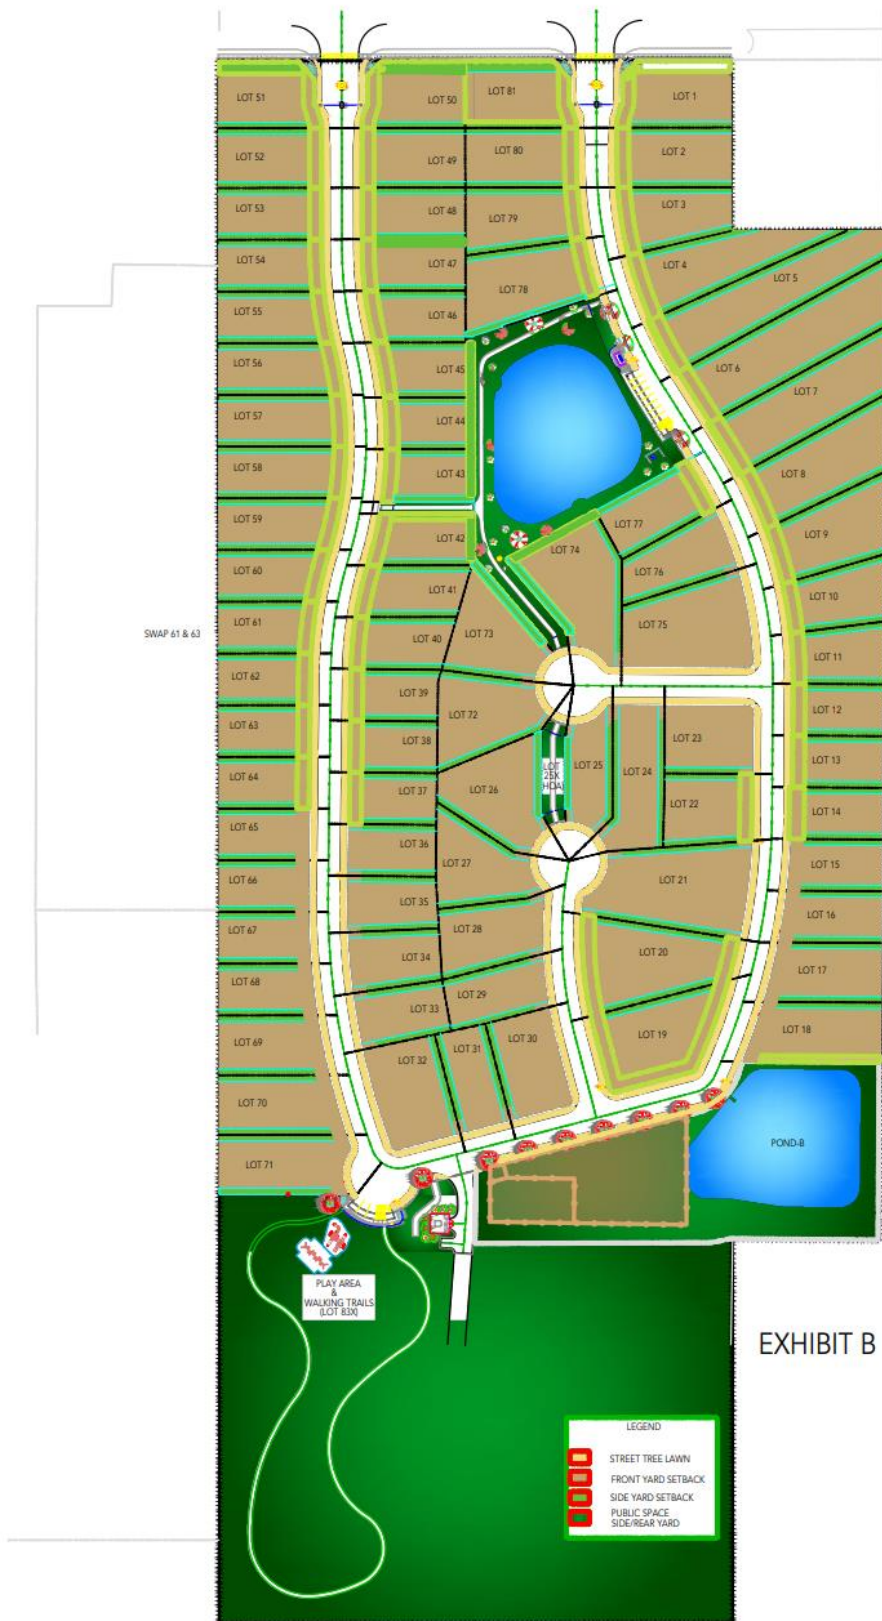 LOT 51
LOT 50
LOT 81
LOT 1
LOT 52
LOT 49
LOT 80
LOT 2
LOT 53
LOT 48
LOT 79
LOT 3
LOT 54
LOT 47
LOT 4
LOT 5
LOT 78
LOT 55
LOT 46
LOT 56
LOT 45
LOT 6
LOT 57
LOT 44
LOT 7
LOT 58
LOT 43
LOT 8
LOT 59
LOT 42
LOT 77
LOT 74
LOT 9
LOT 60
LOT 41
LOT 76
LOT 10
LOT 61
SWAP 61 & 63
LOT 40
LOT 73
LOT 75
LOT 11
LOT 62
LOT 39
LOT 72
LOT 12
LOT 63
LOT 38
LOT 23
LOT 13
LOT 64
LOT 37
LOT 26
LOT
25X
HOA)
LOT 25
LOT 24
LOT 22
LOT 14
LOT 65
LOT 36
LOT 27
LOT 21
LOT 15
LOT 66
LOT 35
LOT 16
LOT 67
LOT 28
LOT 20
LOT 34
LOT 17
LOT 68
LOT 29
LOT 33
LOT 18
LOT 69
LOT 32
LOT 31
LOT 30
LOT 19
LOT 70
LOT 71
POND-B
PLAY AREA
&
WALKING TRAILS
(LOT 83X)
EXHIBIT B
LEGEND
STREET TREE LAWN
FRONT YARD SETBACK
SIDE YARD SETBACK
PUBLIC SPACE
SIDE/REAR YARD